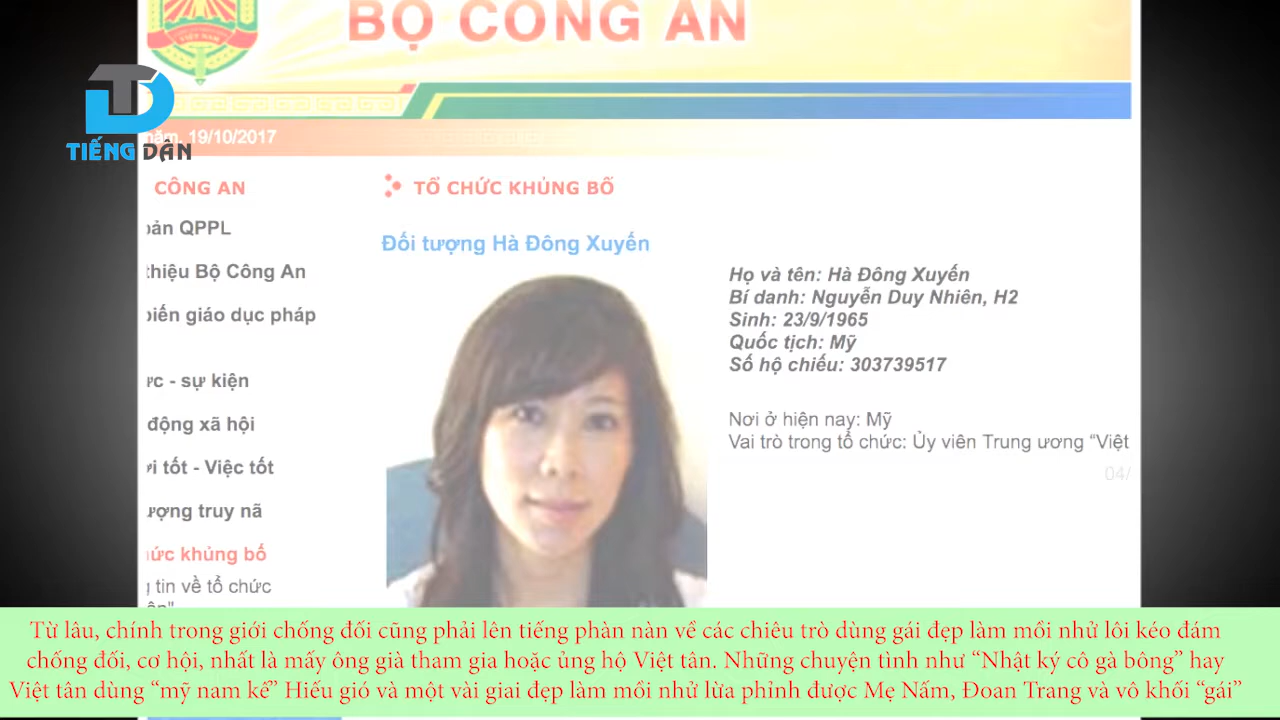 BỘ CÔNG AN
VIỆT NAM
TD
TIẾNG DÂN
năm, 19/10/2017
CÔNG AN
TỔ CHỨC KHỦNG BỐ
bản QPPL
Đối tượng Hà Đông Xuyến
thiệu Bộ Công An
Họ và tên: Hà Đông Xuyến
Bí danh: Nguyễn Duy Nhiên, H2
biến giáo dục pháp
Sinh: 23/9/1965
Quốc tịch: Mỹ
Số hộ chiếu: 303739517
ức - sự kiện
động xã hội
Nơi ở hiện nay: Mỹ
Vai trò trong tổ chức: Ủy viên Trung ương “Việt
ời tốt - Việc tốt
04/
ượng truy nã
hức khủng bố
g tin về tổ chức
Từ lâu, chính trong giới chống đối cũng phải lên tiếng phàn nàn về các chiêu trò dùng gái đẹp làm mồi nhử lôi kéo đám
chống đối, cơ hội, nhất là mấy ông già tham gia hoặc ủng hộ Việt tân. Những chuyện tình như “Nhật ký cô gà bông” hay
Việt tân dùng “mỹ nam kế” Hiếu gió và một vài giai đẹp làm mồi nhử lừa phỉnh được Mẹ Nấm, Đoan Trang và vô khối “gái”